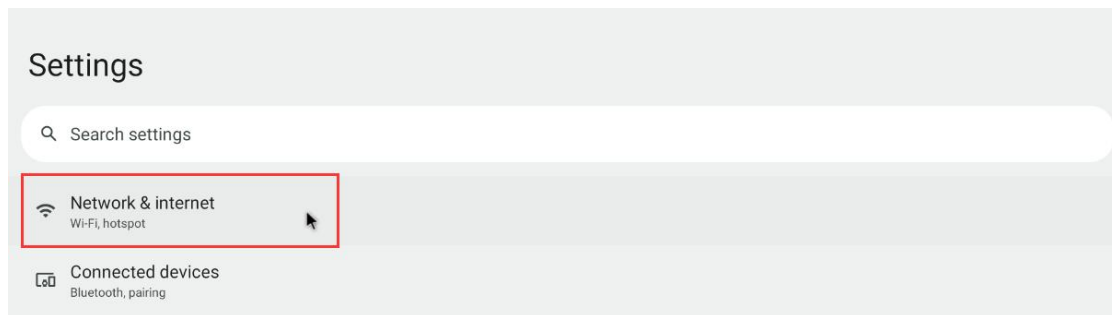 Settings
Search settings
Network & internet
Wi-Fi, hotspot
Connected devices
Bluetooth, pairing